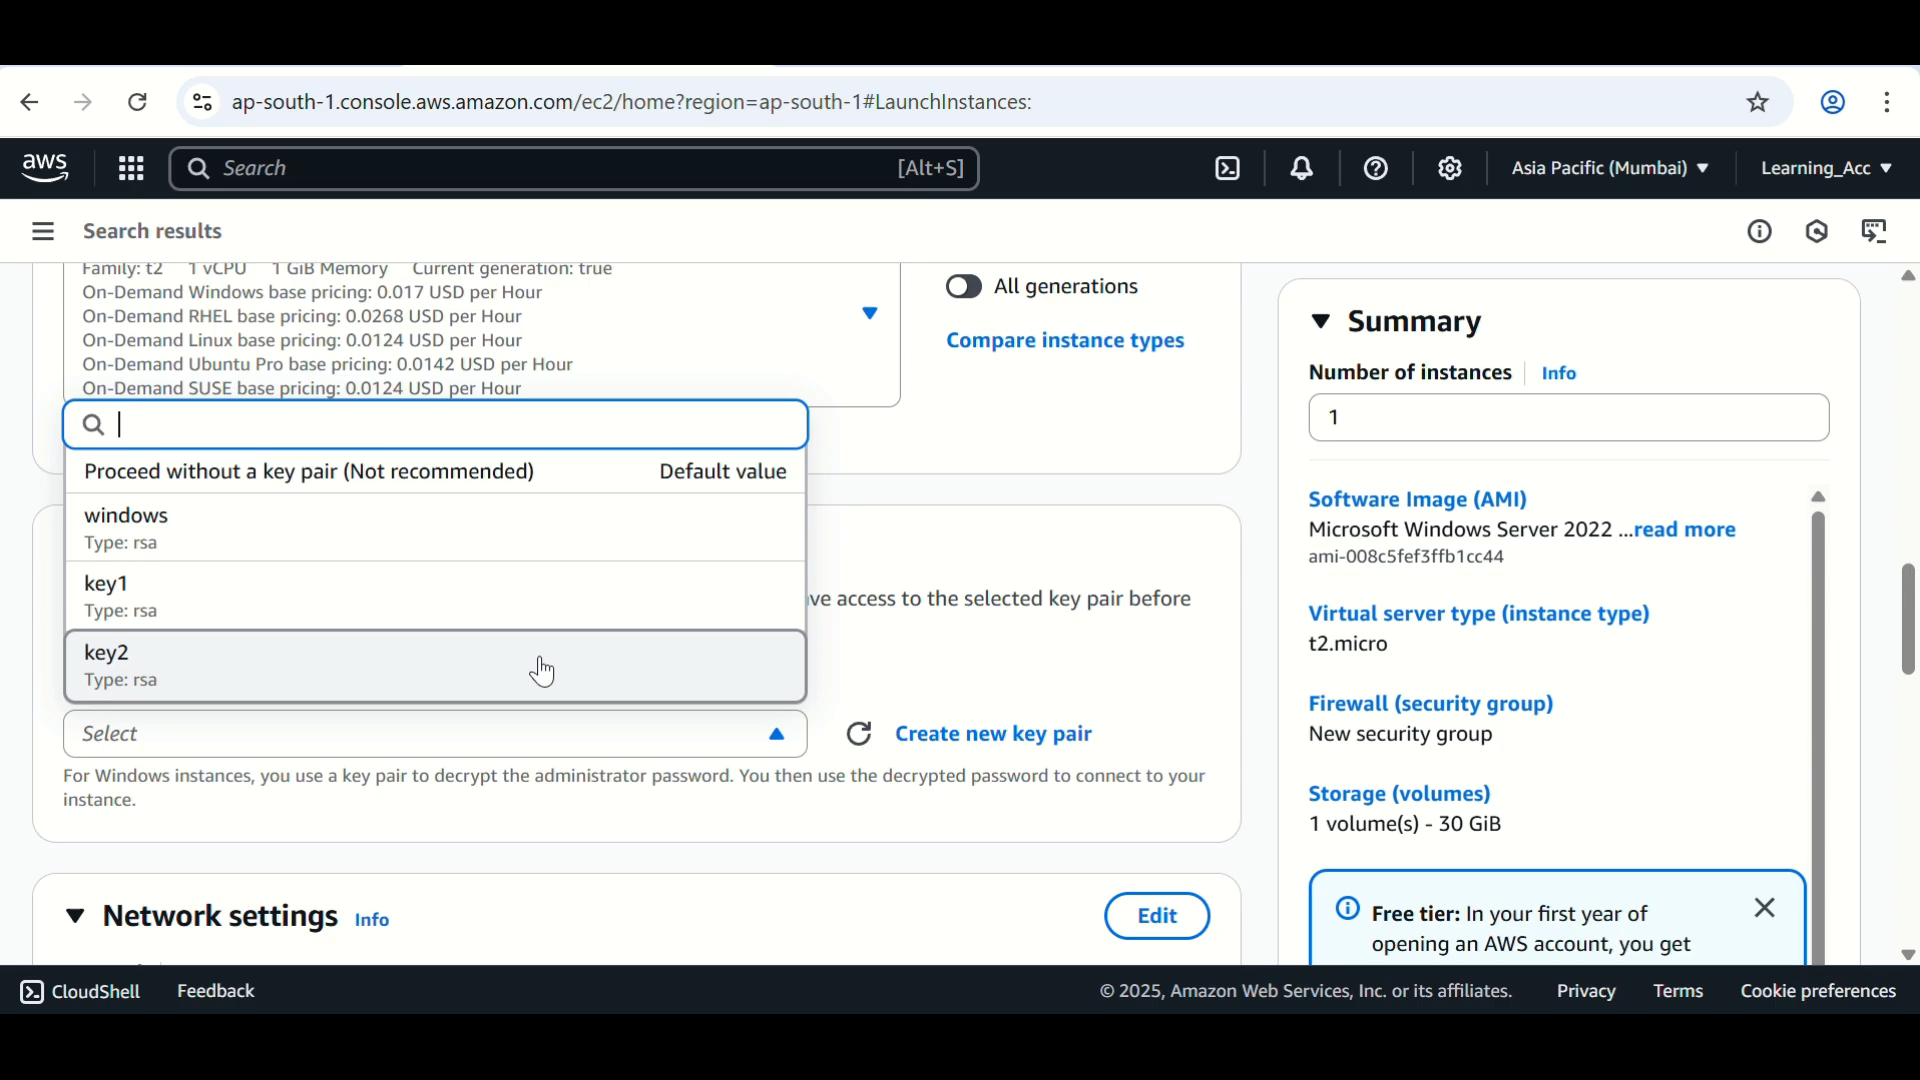 ap-south-1.console.aws.amazon.com/ec2/home?region=ap-south-1#LaunchInstances:
aws
Search
[Alt+S]
Asia Pacific (Mumbai)
Learning_Acc
Search results
Family: t2 1 vCPU 1 GiB Memory Current generation: true
On-Demand Windows base pricing: 0.017 USD per Hour
On-Demand RHEL base pricing: 0.0268 USD per Hour
On-Demand Linux base pricing: 0.0124 USD per Hour
On-Demand Ubuntu Pro base pricing: 0.0142 USD per Hour
On-Demand SUSE base pricing: 0.0124 USD per Hour
All generations
Compare instance types
Proceed without a key pair (Not recommended) Default value
windows
Type: rsa
key1
Type: rsa
key2
Type: rsa
ve access to the selected key pair before
Select
Create new key pair
For Windows instances, you use a key pair to decrypt the administrator password. You then use the decrypted password to connect to your
instance.
Network settings Info
Edit
Summary
Number of instances Info
1
Software Image (AMI)
Microsoft Windows Server 2022 ...read more
ami-008c5fef3ffb1cc44
Virtual server type (instance type)
t2.micro
Firewall (security group)
New security group
Storage (volumes)
1 volume(s) - 30 GiB
Free tier: In your first year of
opening an AWS account, you get
CloudShell Feedback
© 2025, Amazon Web Services, Inc. or its affiliates. Privacy Terms Cookie preferences